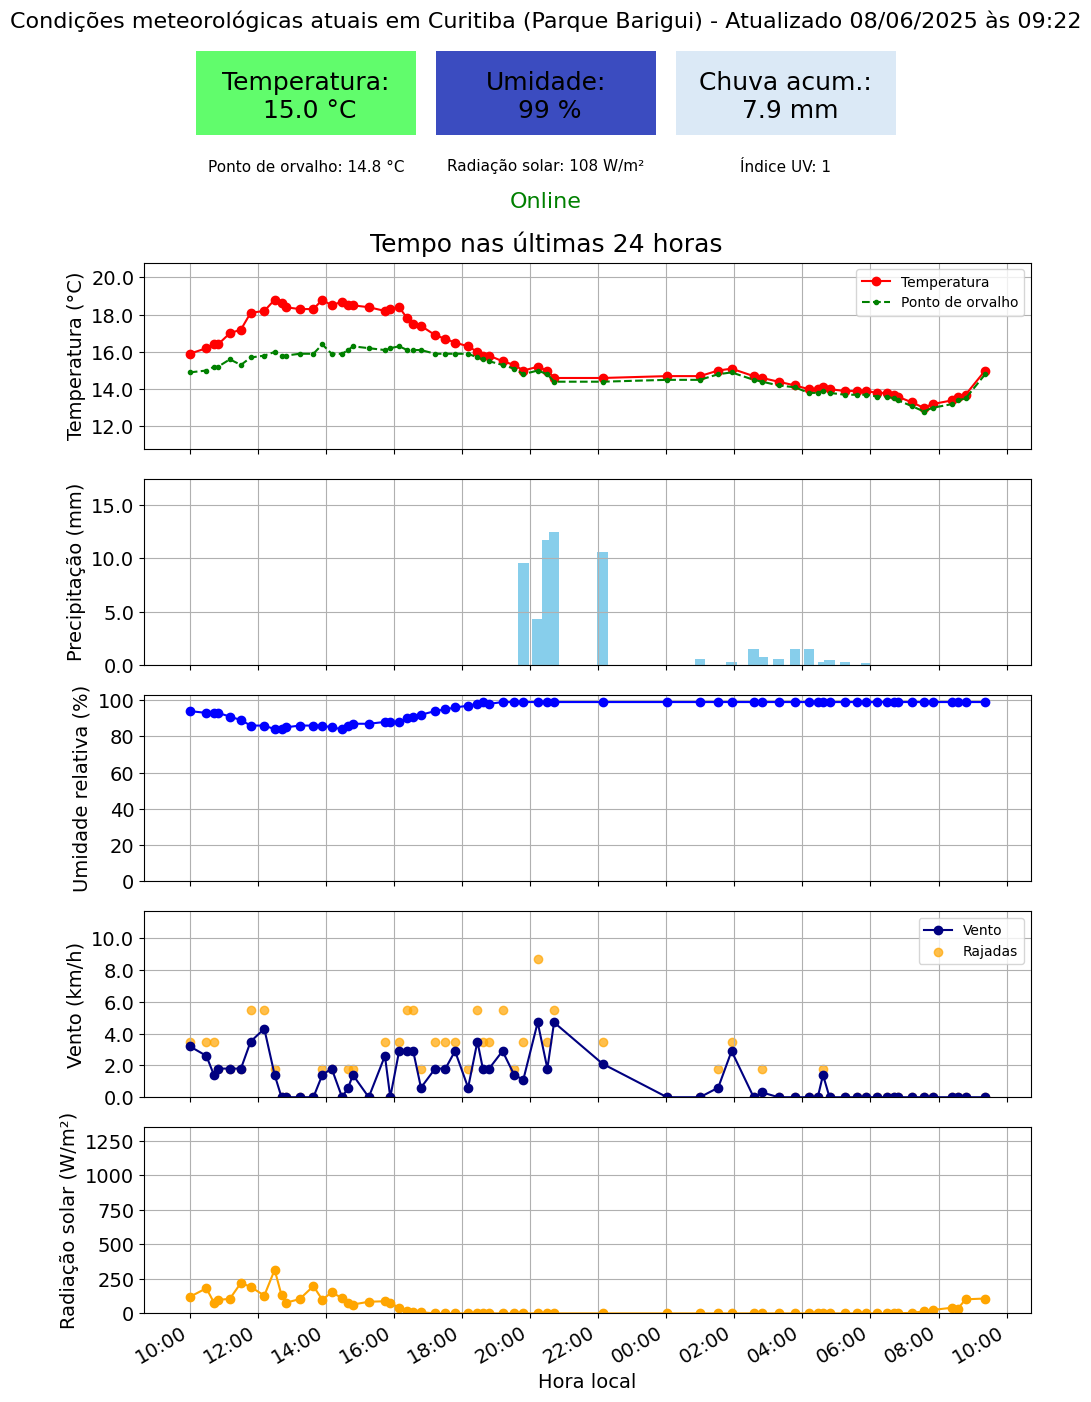 Condições meteorológicas atuais em Curitiba (Parque Barigui) - Atualizado 08/06/2025 às 09:22
Temperatura:
15.0 °C
Umidade:
99 %
Chuva acum.:
7.9 mm
Ponto de orvalho: 14.8 °C
Radiação solar: 108 W/m²
Índice UV: 1
Online
Tempo nas últimas 24 horas
Temperatura (°C)
20.0
18.0
16.0
14.0
12.0
Temperatura
Ponto de orvalho
Precipitação (mm)
15.0
10.0
5.0
0.0
Umidade relativa (%)
100
80
60
40
20
0
Vento (km/h)
10.0
8.0
6.0
4.0
2.0
0.0
Vento
Rajadas
Radiação solar (W/m²)
1250
1000
750
500
250
0
10:00
12:00
14:00
16:00
18:00
20:00
22:00
00:00
02:00
04:00
06:00
08:00
10:00
Hora local